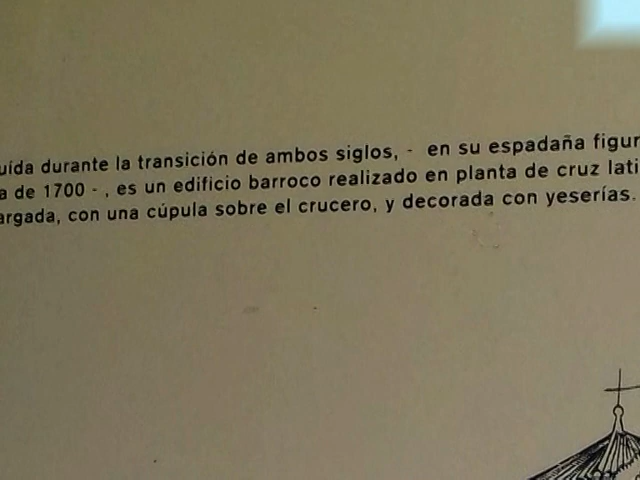 uída durante la transición de ambos siglos, - en su espadaña figur
a de 1700 - , es un edificio barroco realizado en planta de cruz lati
argada, con una cúpula sobre el crucero, y decorada con yeserías.